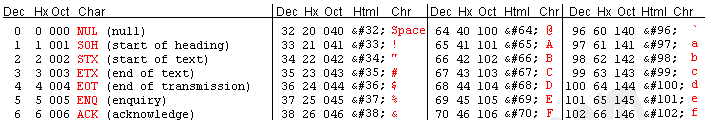 Dec Hx Oct Char Dec Hx Oct Html Chr Dec Hx Oct Html Chr Dec Hx Oct Html Chr
0 0 000 NUL (null) 32 20 040 &#32; Space 64 40 100 &#64; @ 96 60 140 &#96; `
1 1 001 SOH (start of heading) 33 21 041 &#33; ! 65 41 101 &#65; A 97 61 141 &#97; a
2 2 002 STX (start of text) 34 22 042 &#34; " 66 42 102 &#66; B 98 62 142 &#98; b
3 3 003 ETX (end of text) 35 23 043 &#35; # 67 43 103 &#67; C 99 63 143 &#99; c
4 4 004 EOT (end of transmission) 36 24 044 &#36; $ 68 44 104 &#68; D 100 64 144 &#100; d
5 5 005 ENQ (enquiry) 37 25 045 &#37; % 69 45 105 &#69; E 101 65 145 &#101; e
6 6 006 ACK (acknowledge) 38 26 046 &#38; & 70 46 106 &#70; F 102 66 146 &#102; f